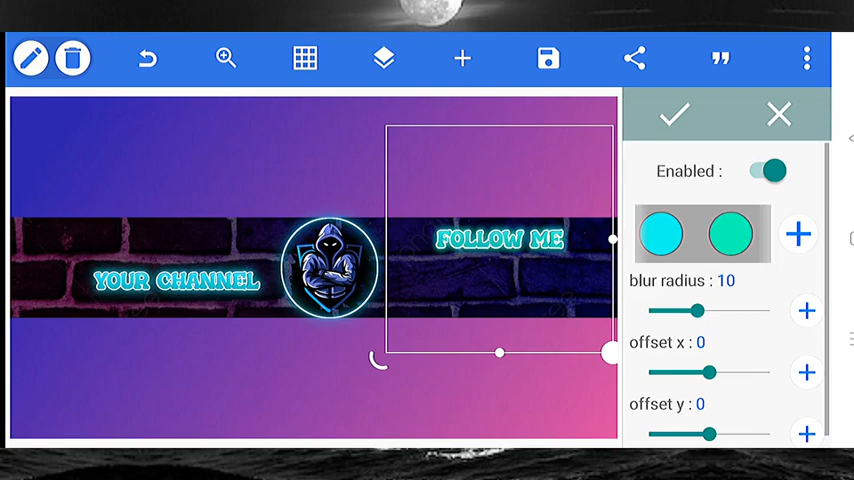 Enabled :
FOLLOW ME
YOUR CHANNEL
blur radius : 10
offset x : 0
offset y : 0